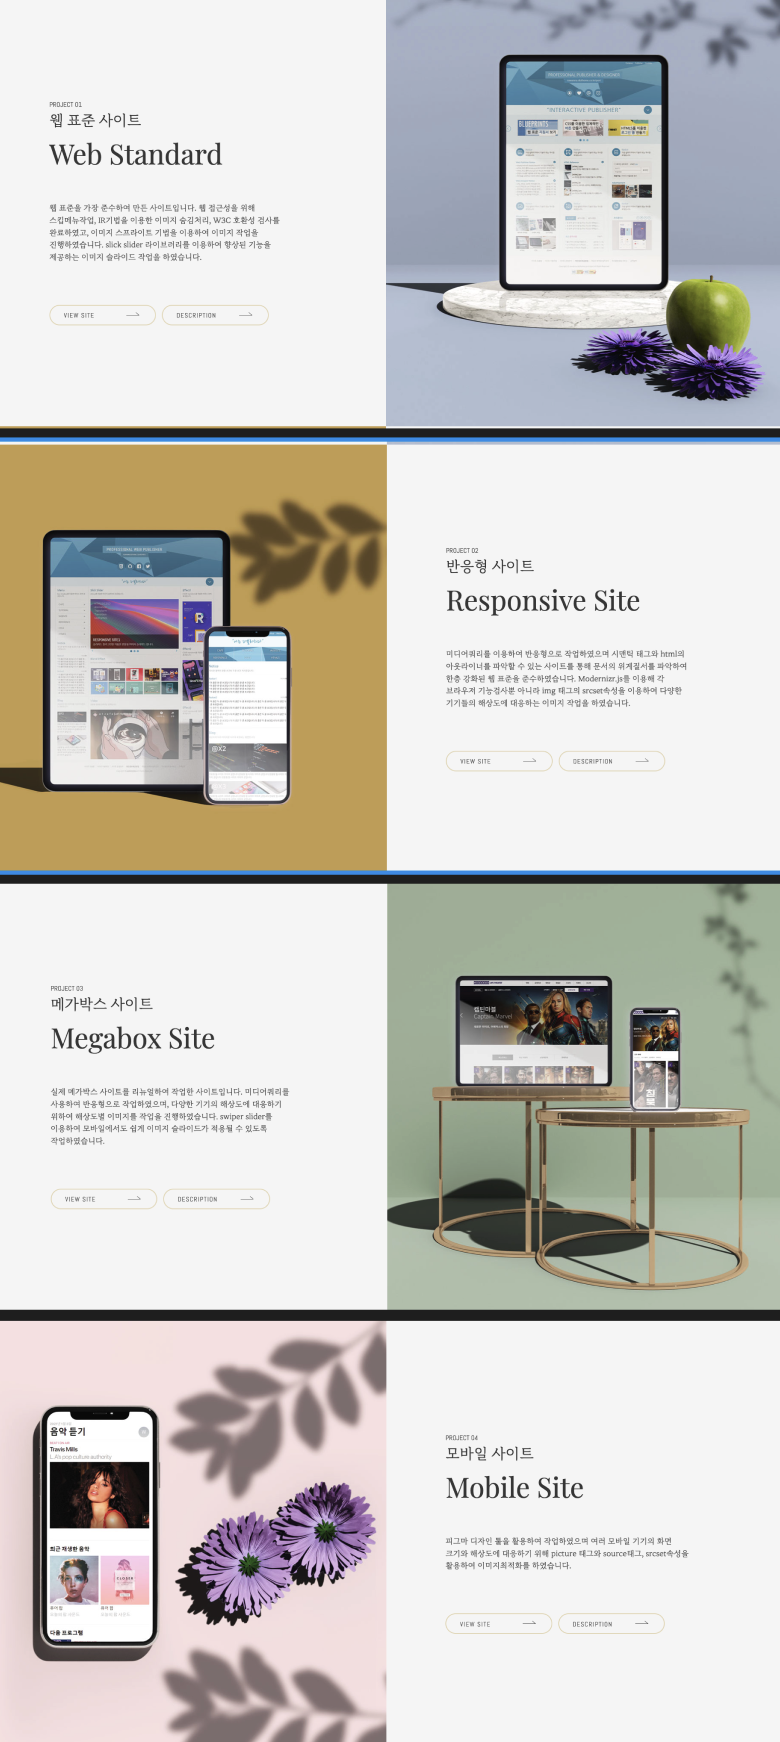 PROJECT 01
웹 표준 사이트
Web Standard
웹 표준을 가장 준수하여 만든 사이트입니다. 웹 접근성을 위해
스킵메뉴작업, IR기법을 이용한 이미지 숨김처리, W3C 호환성 검사를
완료하였고, 이미지 스프라이트 기법을 이용하여 이미지 작업을
진행하였습니다. slick slider 라이브러리를 이용하여 향상된 기능을
제공하는 이미지 슬라이드 작업을 하였습니다.
VIEW SITE
DESCRIPTION
PROFESSIONAL PUBLISHER & DESIGNER
"INTERACTIVE PUBLISHER"
PROFESSIONAL WEB PUBLISHER
RESPONSIVE SITE
@X2
PROJECT 02
반응형 사이트
Responsive Site
미디어쿼리를 이용하여 반응형으로 작업하였으며 시멘틱 태그와 html의
아웃라이너를 파악할 수 있는 사이트를 통해 문서의 위계질서를 파악하여
한층 강화된 웹 표준을 준수하였습니다. Modernizr.js를 이용해 각
브라우저 기능검사뿐 아니라 img 태그의 srcset속성을 이용하여 다양한
기기들의 해상도에 대응하는 이미지 작업을 하였습니다.
VIEW SITE
DESCRIPTION
PROJECT 03
메가박스 사이트
Megabox Site
실제 메가박스 사이트를 리뉴얼하여 작업한 사이트입니다. 미디어쿼리를
사용하여 반응형으로 작업하였으며, 다양한 기기의 해상도에 대응하기
위하여 해상도별 이미지를 작업을 진행하였습니다. swiper slider를
이용하여 모바일에서도 쉽게 이미지 슬라이드가 적용될 수 있도록
작업하였습니다.
VIEW SITE
DESCRIPTION
캡틴마블
Captain Marvel
음악 듣기
Travis Mills
L.A's pop culture authority
최근 재생한 음악
다음 프로그램
PROJECT 04
모바일 사이트
Mobile Site
피그마 디자인 툴을 활용하여 작업하였으며 여러 모바일 기기의 화면
크기와 해상도에 대응하기 위해 picture 태그와 source태그, srcset속성을
활용하여 이미지최적화를 하였습니다.
VIEW SITE
DESCRIPTION